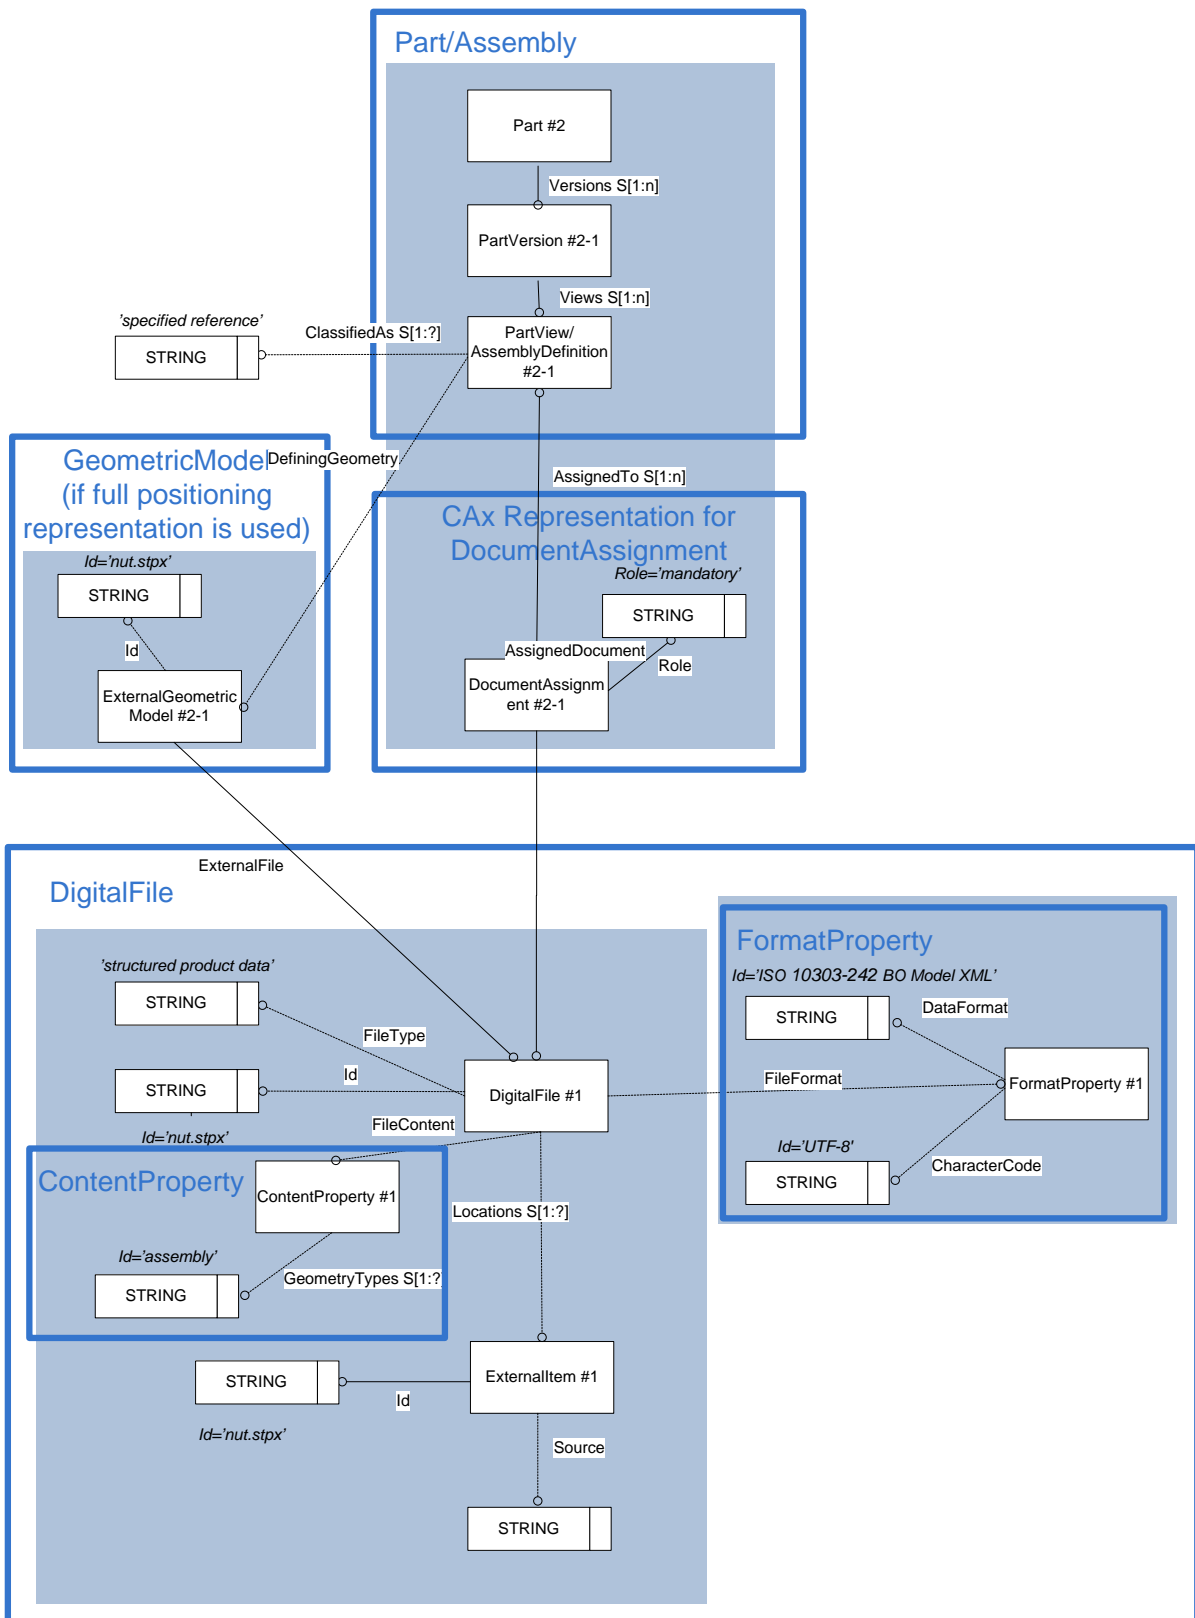 Part/Assembly
Part #2
Versions S[1:n]
PartVersion #2-1
Views S[1:n]
'specified reference'
STRING
ClassifiedAs S[1:?]
PartView/
AssemblyDefinition
#2-1
GeometricModel
(if full positioning
representation is used)
DefiningGeometry
AssignedTo S[1:n]
CAx Representation for
DocumentAssignment
Id='nut.stpx'
STRING
Id
ExternalGeometric
Model #2-1
Role='mandatory'
STRING
AssignedDocument
Role
DocumentAssignm
ent #2-1
ExternalFile
DigitalFile
'structured product data'
STRING
FileType
STRING
Id
Id='nut.stpx'
DigitalFile #1
FileContent
FormatProperty
Id='ISO 10303-242 BO Model XML'
STRING
DataFormat
FileFormat
FormatProperty #1
Id='UTF-8'
STRING
CharacterCode
ContentProperty
ContentProperty #1
Locations S[1:?]
Id='assembly'
STRING
GeometryTypes S[1:?]
STRING
Id
Id='nut.stpx'
ExternalItem #1
Source
STRING